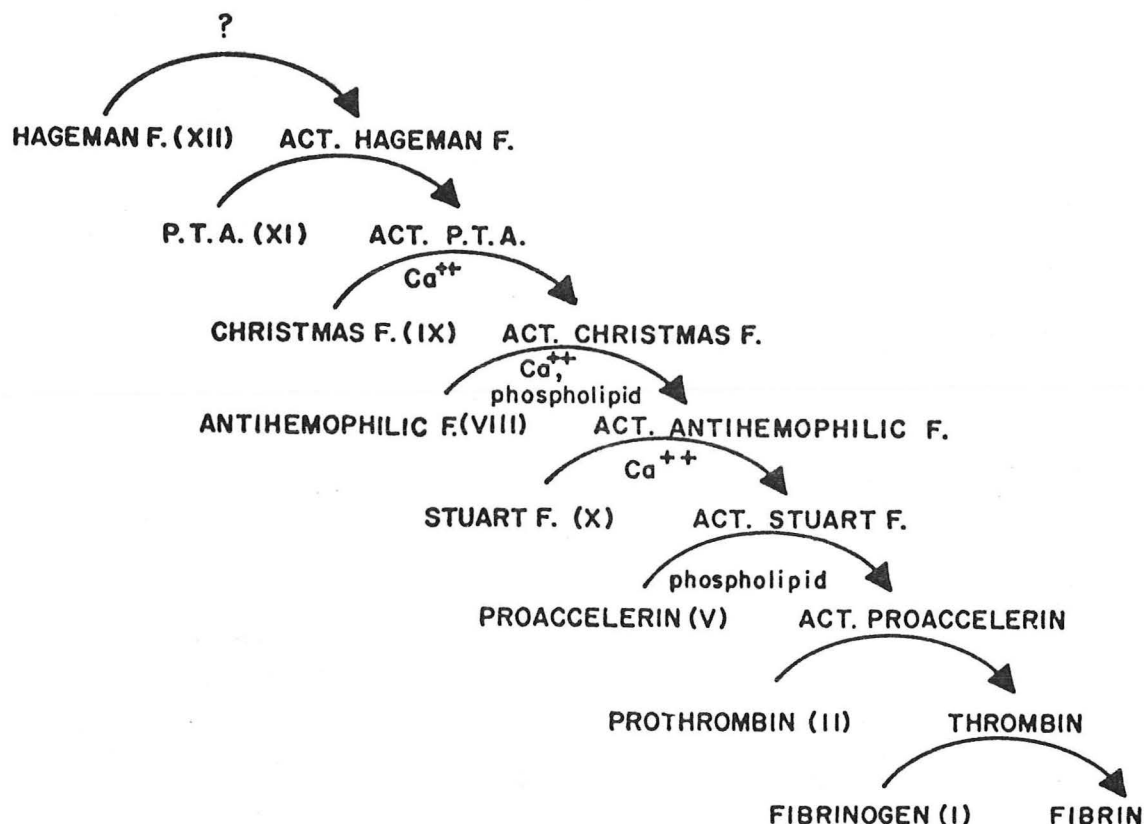 ?
HAGEMAN F. (XII) ACT. HAGEMAN F.
P.T.A. (XI) ACT. P.T.A.
Ca++
CHRISTMAS F. (IX) ACT. CHRISTMAS F.
Ca++,
phospholipid
ANTIHEMOPHILIC F. (VIII) ACT. ANTIHEMOPHILIC F.
Ca++
STUART F. (X) ACT. STUART F.
phospholipid
PROACCELERIN (V) ACT. PROACCELERIN
PROTHROMBIN (II) THROMBIN
FIBRINOGEN (I) FIBRIN